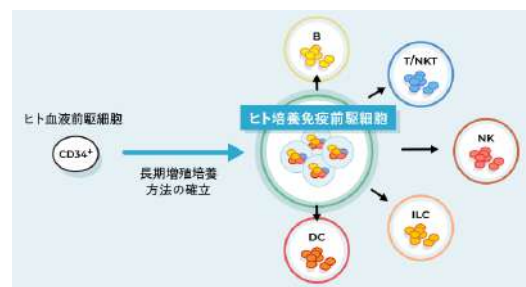 B
T/NKT
ヒト血液前駆細胞
ヒト培養免疫前駆細胞
CD34+
NK
長期増殖培養
方法の確立
ILC
DC